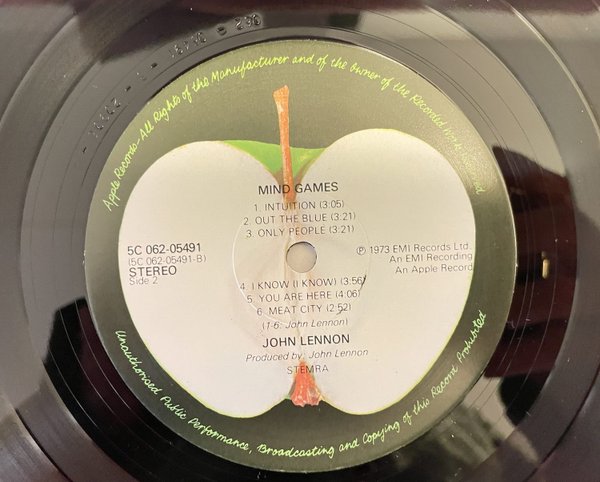 Apple Records-All Rights of the Manufacturer and of the Owner of the Recorded Work Reserved
MIND GAMES
1. INTUITION (3:05)
2. OUT THE BLUE (3:21)
3. ONLY PEOPLE (3:21)
5C 062-05491
(5C 062-05491-B)
STEREO
Side 2
℗ 1973 EMI Records Ltd.
An EMI Recording
An Apple Record
4. I KNOW (I KNOW) (3:56)
5. YOU ARE HERE (4:06)
6. MEAT CITY (2:52)
(1-6: John Lennon)
JOHN LENNON
Produced by: John Lennon
STEMRA
Unauthorised Public Performance, Broadcasting and Copying of this Record Prohibited